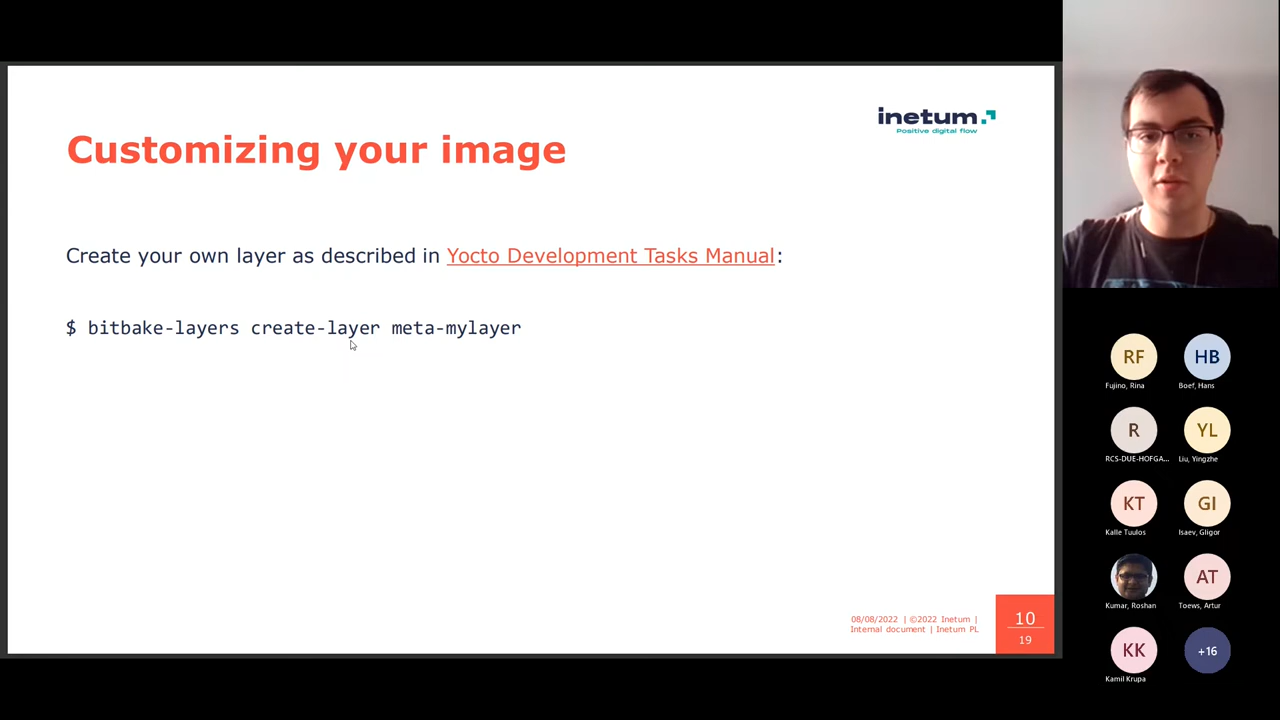 inetum
Positive digital flow
Customizing your image
Create your own layer as described in Yocto Development Tasks Manual:
$ bitbake-layers create-layer meta-mylayer
08/08/2022 | ©2022 Inetum |
Internal document | Inetum PL
10
19
RF
HB
Fujino, Rina
Boef, Hans
R
YL
RCS-DUE-HOFGA...
Liu, Yingzhe
KT
GI
Kalle Tuulos
Isaev, Gligor
AT
Kumar, Roshan
Toews, Artur
KK
+16
Kamil Krupa